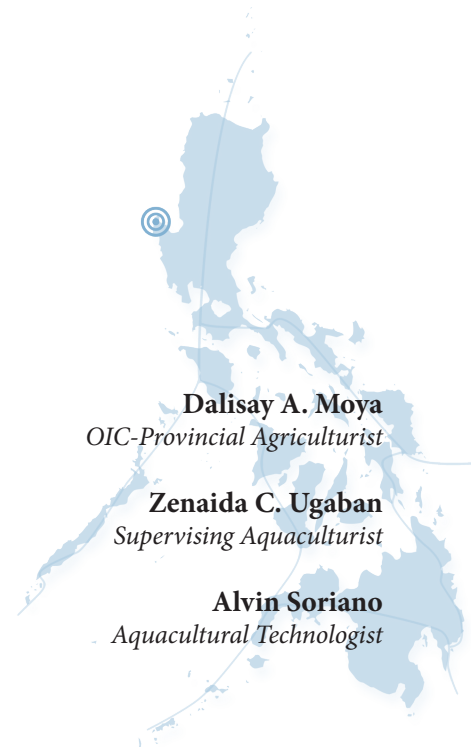 Dalisay A. Moya
OIC-Provincial Agriculturist
Zenaida C. Ugaban
Supervising Aquaculturist
Alvin Soriano
Aquacultural Technologist